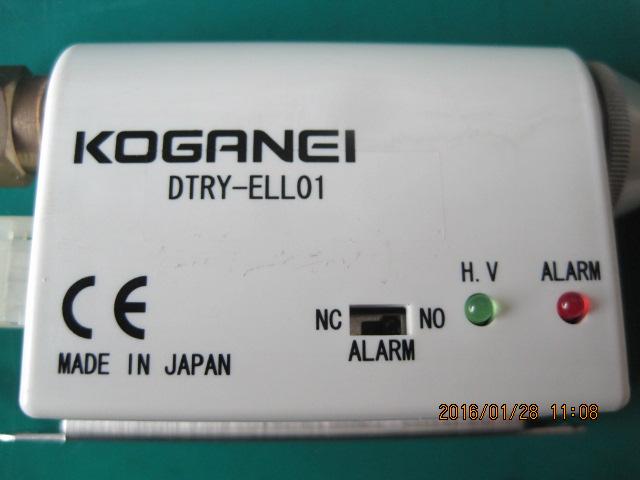 KOGANEI
DTRY-ELL01
H.V ALARM
NC NO
ALARM
CE
MADE IN JAPAN
2016/01/28 11:08